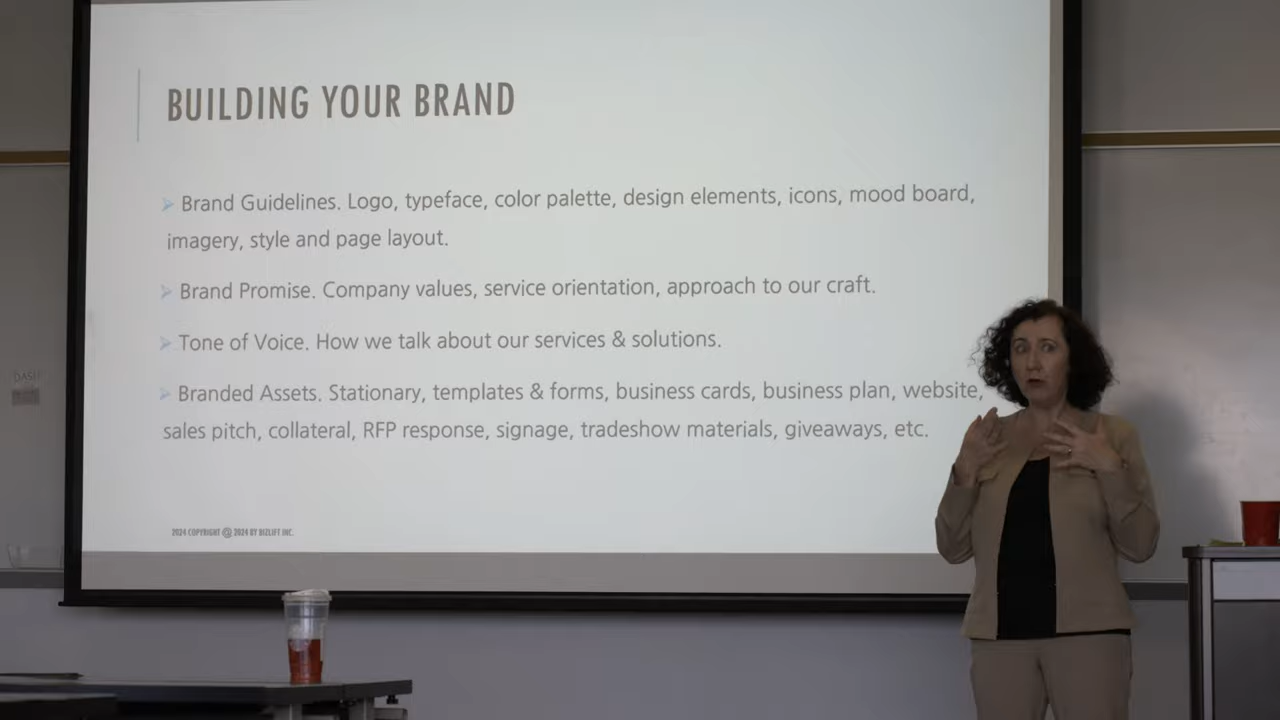 BUILDING YOUR BRAND
Brand Guidelines. Logo, typeface, color palette, design elements, icons, mood board,
imagery, style and page layout.
Brand Promise. Company values, service orientation, approach to our craft.
Tone of Voice. How we talk about our services & solutions.
Branded Assets. Stationary, templates & forms, business cards, business plan, website,
sales pitch, collateral, RFP response, signage, tradeshow materials, giveaways, etc.
2024 COPYRIGHT @ 2024 BY BIZLIFT INC.
DASH